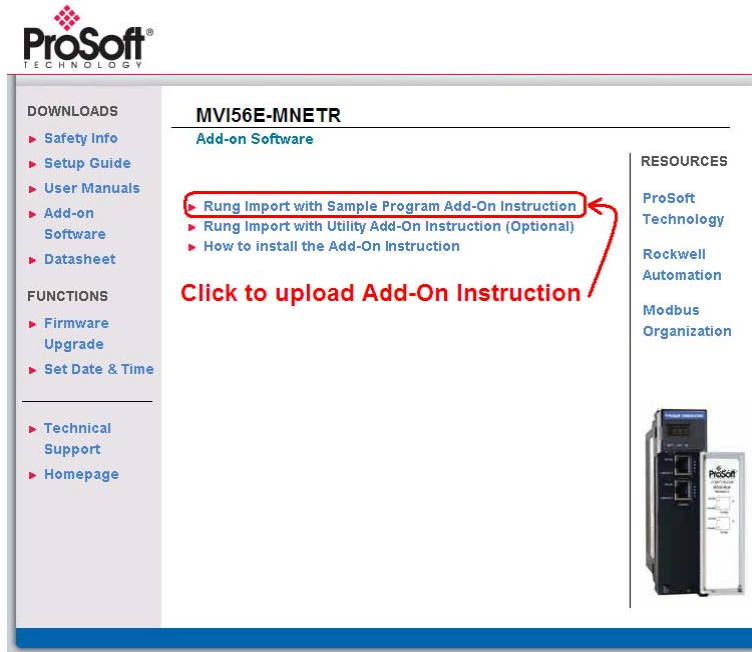 ProSoft®
TECHNOLOGY
DOWNLOADS
Safety Info
Setup Guide
User Manuals
Add-on
Software
Datasheet
FUNCTIONS
Firmware
Upgrade
Set Date & Time
Technical
Support
Homepage
MVI56E-MNETR
Add-on Software
Rung Import with Sample Program Add-On Instruction
Rung Import with Utility Add-On Instruction (Optional)
How to install the Add-On Instruction
Click to upload Add-On Instruction
RESOURCES
ProSoft
Technology
Rockwell
Automation
Modbus
Organization
ProSoft